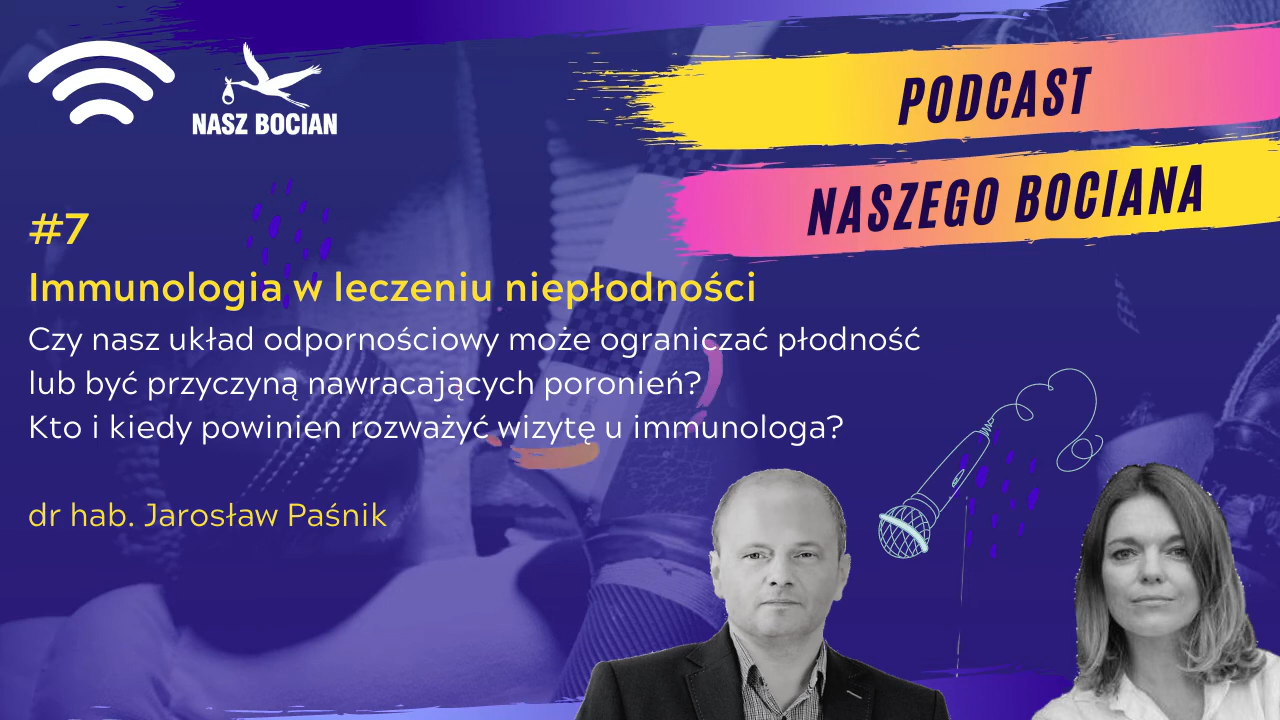 NASZ BOCIAN
PODCAST
NASZEGO BOCIANA
#7
Immunologia w leczeniu niepłodności
Czy nasz układ odpornościowy może ograniczać płodność
lub być przyczyną nawracających poronień?
Kto i kiedy powinien rozważyć wizytę u immunologa?
dr hab. Jarosław Paśnik